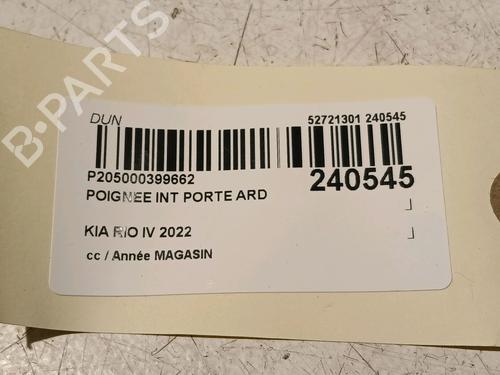 DUN 52721301 240545
P205000399662 240545
POIGNEE INT PORTE ARD
KIA RIO IV 2022
cc / Année MAGASIN
B-PARTS